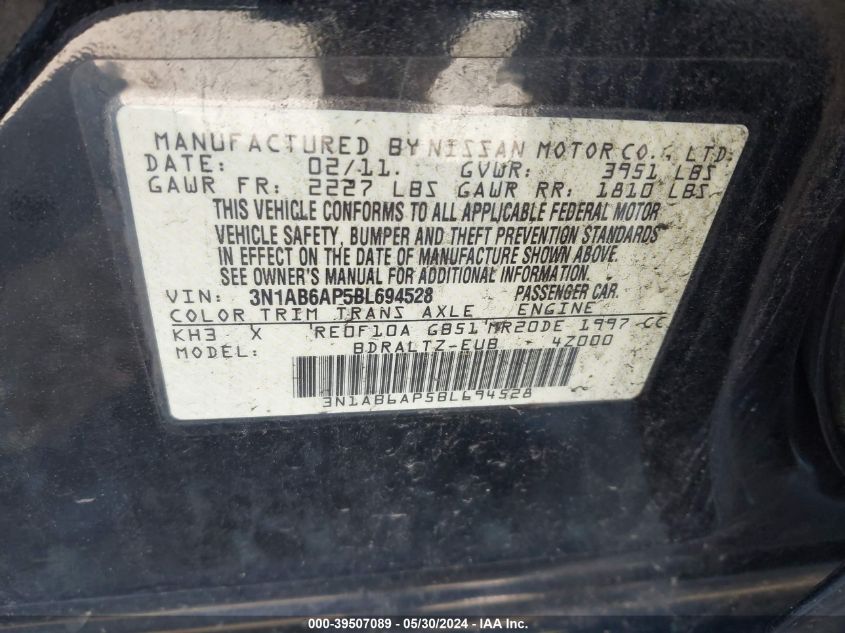 MANUFACTURED BY NISSAN MOTOR CO., LTD.
DATE: 02/11. GVWR: 3951 LBS
GAWR FR: 2227 LBS GAWR RR: 1810 LBS
THIS VEHICLE CONFORMS TO ALL APPLICABLE FEDERAL MOTOR
VEHICLE SAFETY, BUMPER AND THEFT PREVENTION STANDARDS
IN EFFECT ON THE DATE OF MANUFACTURE SHOWN ABOVE.
SEE OWNER'S MANUAL FOR ADDITIONAL INFORMATION.
VIN: 3N1AB6AP5BL694528 PASSENGER CAR.
COLOR TRIM TRANS AXLE ENGINE
KH3 X RE0F10A GB51 MR20DE 1997 CC
MODEL: BDRALTZ-EUB 4Z000
3N1AB6AP5BL694528
000-39507089 - 05/30/2024 - IAA Inc.